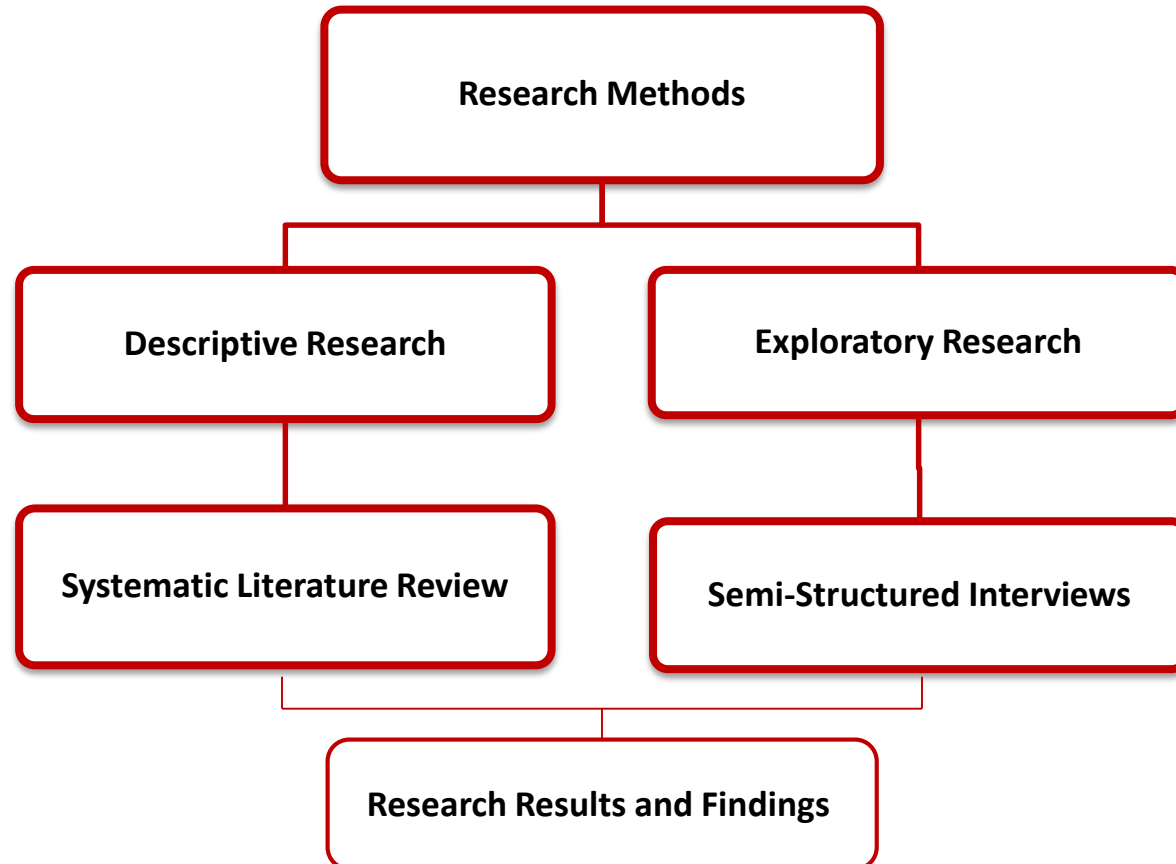 Research Methods
Descriptive Research
Exploratory Research
Systematic Literature Review
Semi-Structured Interviews
Research Results and Findings